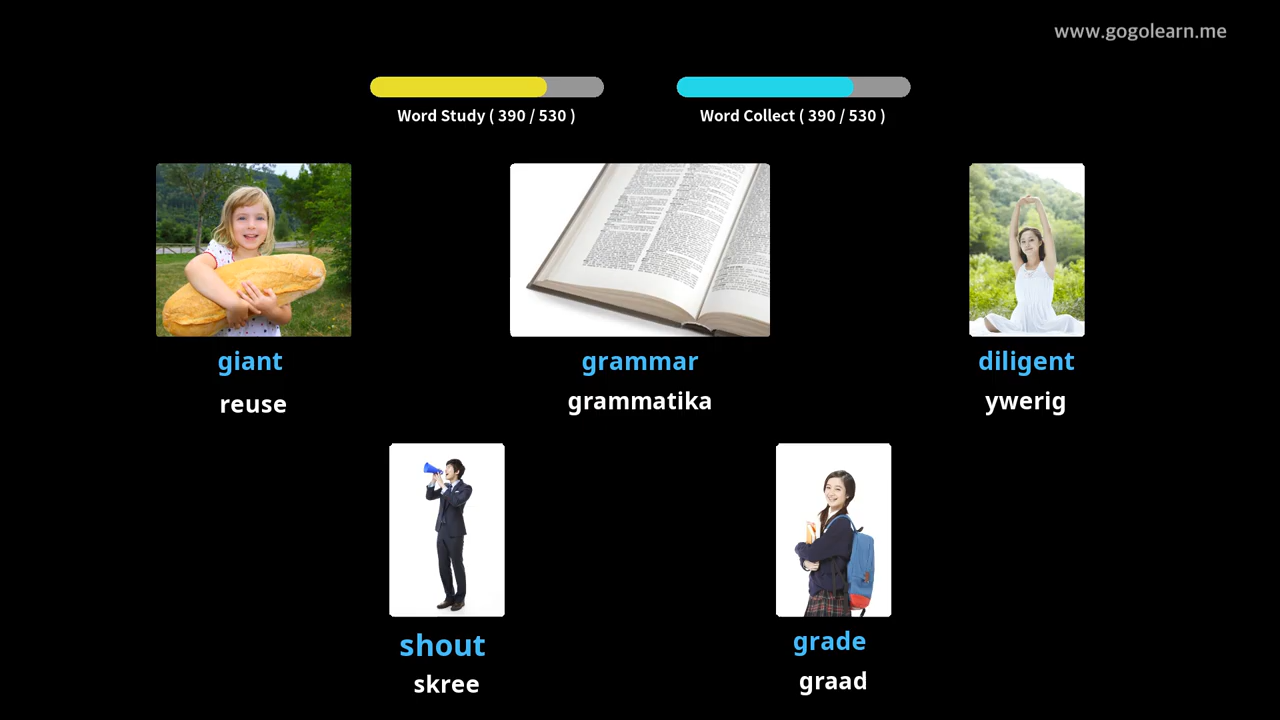 www.gogolearn.me
Word Study ( 390 / 530 )
Word Collect ( 390 / 530 )
giant
grammar
diligent
reuse
grammatika
ywerig
shout
grade
skree
graad